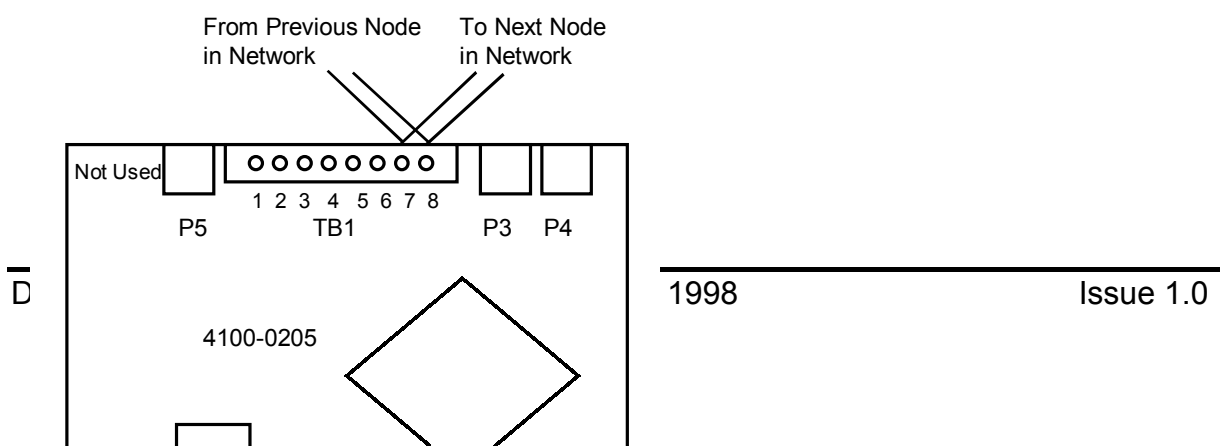 From Previous Node
in Network
To Next Node
in Network
Not Used
1 2 3 4 5 6 7 8
P5
TB1
P3
P4
1998
Issue 1.0
4100-0205